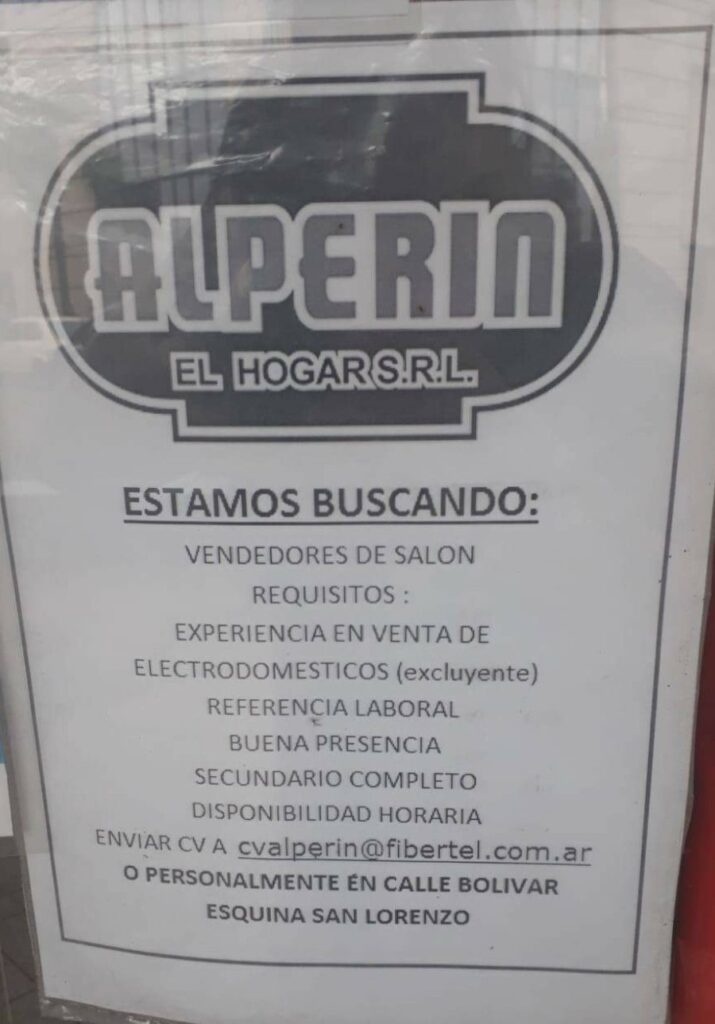 ALPERIN
EL HOGAR S.R.L.
ESTAMOS BUSCANDO:
VENDEDORES DE SALON
REQUISITOS :
EXPERIENCIA EN VENTA DE
ELECTRODOMESTICOS (excluyente)
REFERENCIA LABORAL
BUENA PRESENCIA
SECUNDARIO COMPLETO
DISPONIBILIDAD HORARIA
ENVIAR CV A cvalperin@fibertel.com.ar
O PERSONALMENTE EN CALLE BOLIVAR
ESQUINA SAN LORENZO